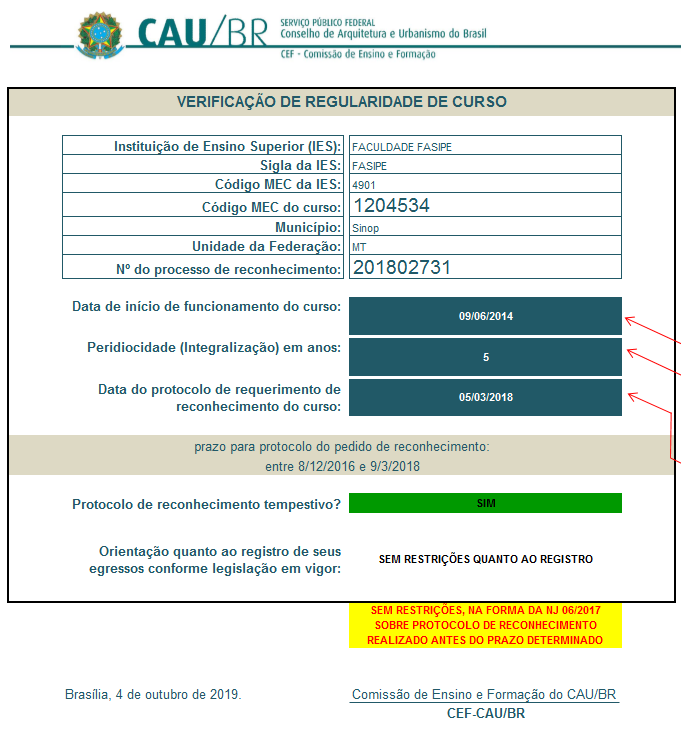 CAU/BR
SERVIÇO PÚBLICO FEDERAL
Conselho de Arquitetura e Urbanismo do Brasil
CEF - Comissão de Ensino e Formação
VERIFICAÇÃO DE REGULARIDADE DE CURSO
Instituição de Ensino Superior (IES): FACULDADE FASIPE
Sigla da IES: FASIPE
Código MEC da IES: 4901
Código MEC do curso: 1204534
Município: Sinop
Unidade da Federação: MT
Nº do processo de reconhecimento: 201802731
Data de início de funcionamento do curso: 09/06/2014
Peridiocidade (Integralização) em anos: 5
Data do protocolo de requerimento de
reconhecimento do curso: 05/03/2018
prazo para protocolo do pedido de reconhecimento:
entre 8/12/2016 e 9/3/2018
Protocolo de reconhecimento tempestivo? SIM
Orientação quanto ao registro de seus
egressos conforme legislação em vigor: SEM RESTRIÇÕES QUANTO AO REGISTRO
SEM RESTRIÇÕES, NA FORMA DA NJ 06/2017
SOBRE PROTOCOLO DE RECONHECIMENTO
REALIZADO ANTES DO PRAZO DETERMINADO
Brasília, 4 de outubro de 2019. Comissão de Ensino e Formação do CAU/BR
CEF-CAU/BR